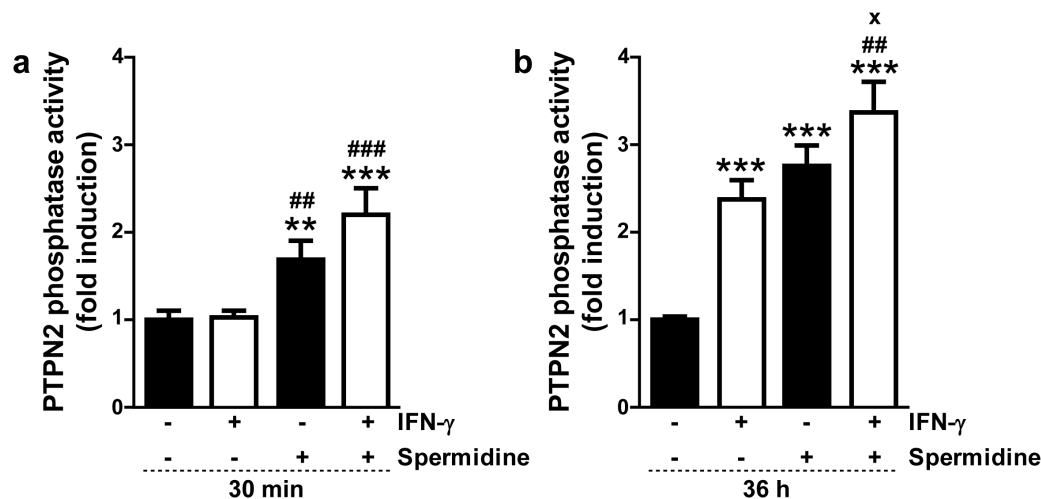 a
PTPN2 phosphatase activity
(fold induction)
4
3
2
1
0
##
**
###
***
- + - + IFN-γ
- - + + Spermidine
30 min
b
PTPN2 phosphatase activity
(fold induction)
4
3
2
1
0
***
***
x
##
***
- + - + IFN-γ
- - + + Spermidine
36 h